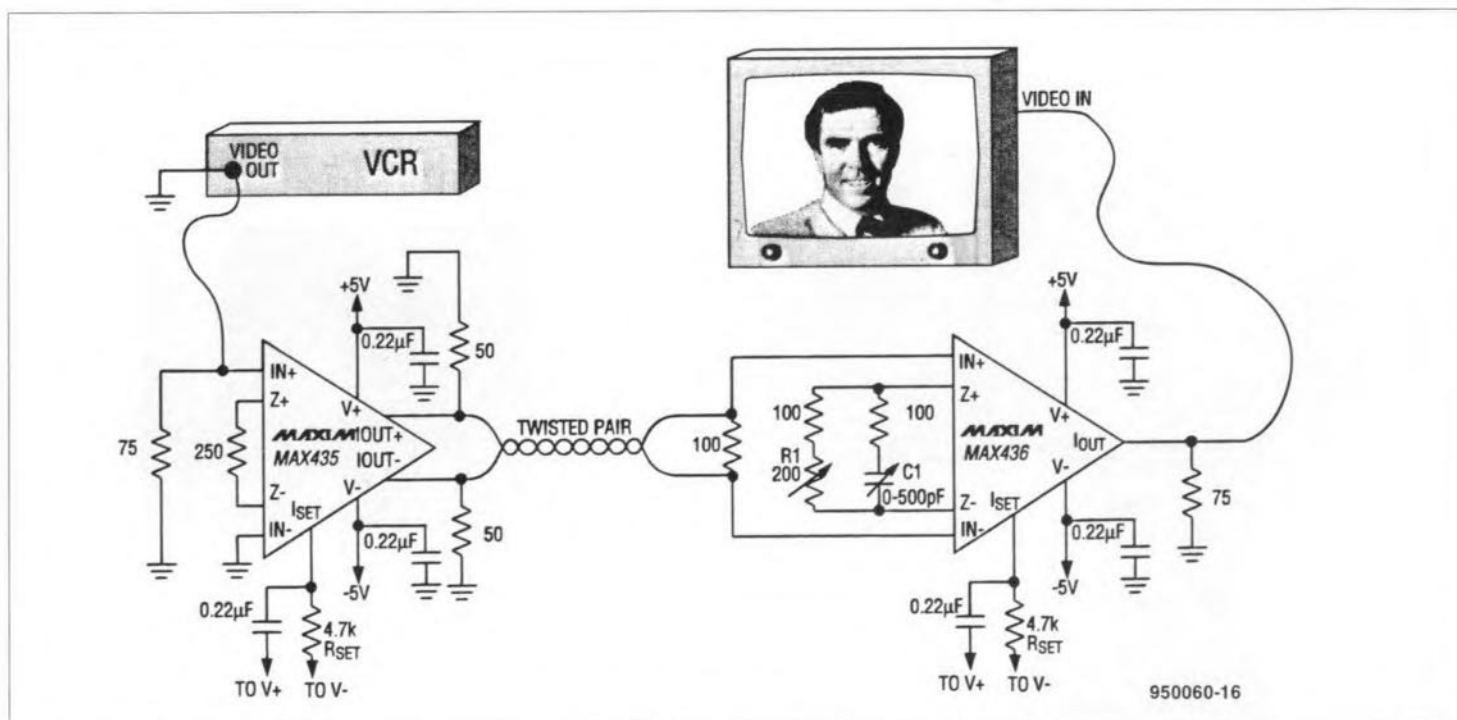 VIDEO
OUT
VCR
VIDEO IN
+5V
0.22µF
50
IN+
Z+
V+
MAXIM
IOUT+
MAX435
IOUT-
75
250
Z-
V-
ISET
IN-
0.22µF
50
-5V
0.22µF
4.7k
RSET
TO V+
TO V-
TWISTED PAIR
100
100
R1
200
100
C1
0-500pF
+5V
0.22µF
IN+
Z+
V+
MAXIM
MAX436
IOUT
V-
Z-
ISET
IN-
75
0.22µF
-5V
0.22µF
4.7k
RSET
TO V+
TO V-
950060-16